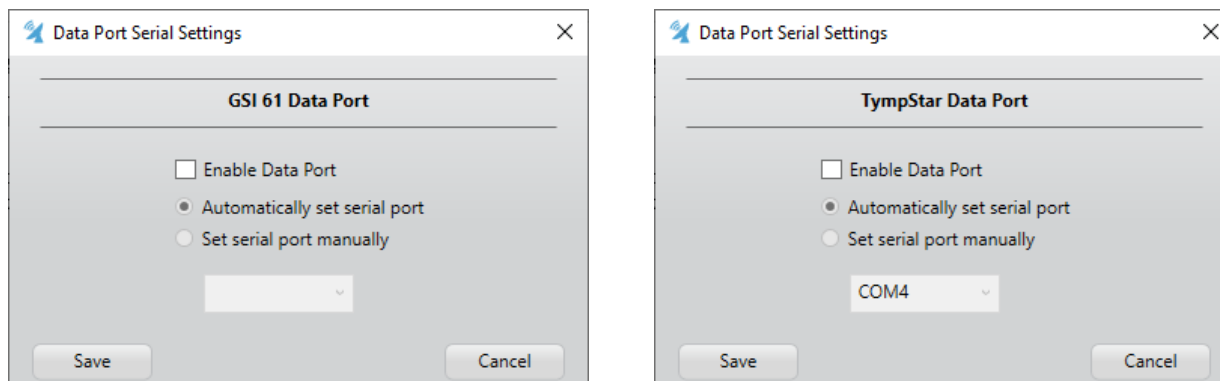 Data Port Serial Settings
GSI 61 Data Port
Enable Data Port
Automatically set serial port
Set serial port manually
Save
Cancel
Data Port Serial Settings
TympStar Data Port
Enable Data Port
Automatically set serial port
Set serial port manually
COM4
Save
Cancel